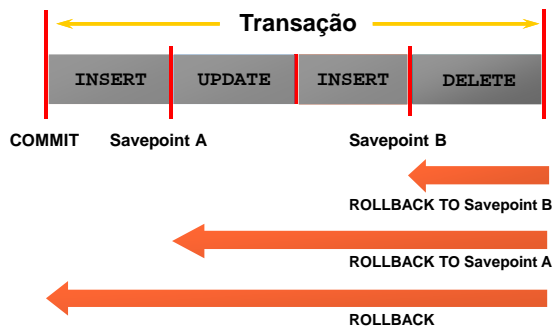 Transação
INSERT UPDATE INSERT DELETE
COMMIT Savepoint A Savepoint B
ROLLBACK TO Savepoint B
ROLLBACK TO Savepoint A
ROLLBACK